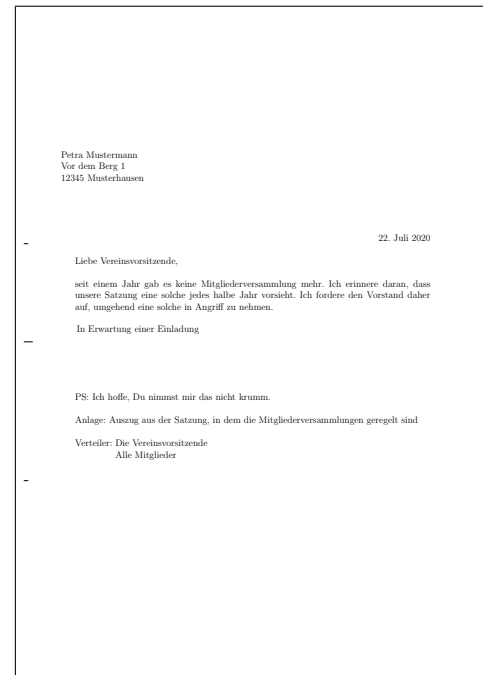 Petra Mustermann
Vor dem Berg 1
12345 Musterhausen
22. Juli 2020
Liebe Vereinsvorsitzende,
seit einem Jahr gab es keine Mitgliederversammlung mehr. Ich erinnere daran, dass
unsere Satzung eine solche jedes halbe Jahr vorsieht. Ich fordere den Vorstand daher
auf, umgehend eine solche in Angriff zu nehmen.
In Erwartung einer Einladung
PS: Ich hoffe, Du nimmst mir das nicht krumm.
Anlage: Auszug aus der Satzung, in dem die Mitgliederversammlungen geregelt sind
Verteiler: Die Vereinsvorsitzende
Alle Mitglieder